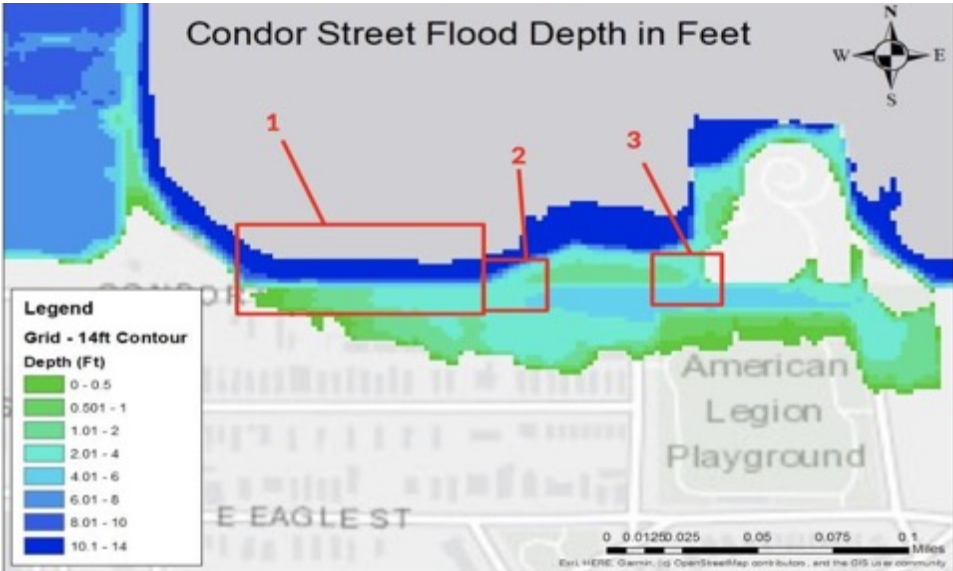 Condor Street Flood Depth in Feet
N
W E
S
1
2
3
CONDOR
Legend
Grid - 14ft Contour
Depth (Ft)
0 - 0.5
0.501 - 1
1.01 - 2
2.01 - 4
4.01 - 6
6.01 - 8
8.01 - 10
10.1 - 14
American
Legion
Playground
E EAGLE ST
0 0.01250.025 0.05 0.075 0.1
Miles
Esri, HERE, Garmin, (c) OpenStreetMap contributors, and the GIS user community